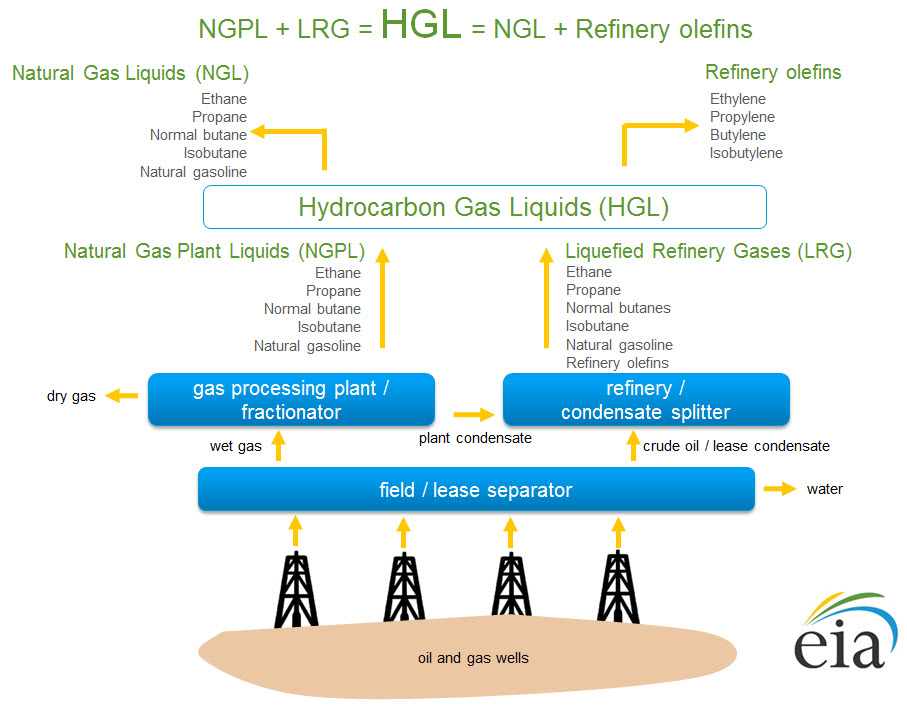 NGPL + LRG = HGL = NGL + Refinery olefins
Natural Gas Liquids (NGL)
Ethane
Propane
Normal butane
Isobutane
Natural gasoline
Refinery olefins
Ethylene
Propylene
Butylene
Isobutylene
Hydrocarbon Gas Liquids (HGL)
Natural Gas Plant Liquids (NGPL)
Ethane
Propane
Normal butane
Isobutane
Natural gasoline
Liquefied Refinery Gases (LRG)
Ethane
Propane
Normal butanes
Isobutane
Natural gasoline
Refinery olefins
dry gas
gas processing plant /
fractionator
refinery /
condensate splitter
plant condensate
wet gas
crude oil / lease condensate
field / lease separator
water
oil and gas wells
eia